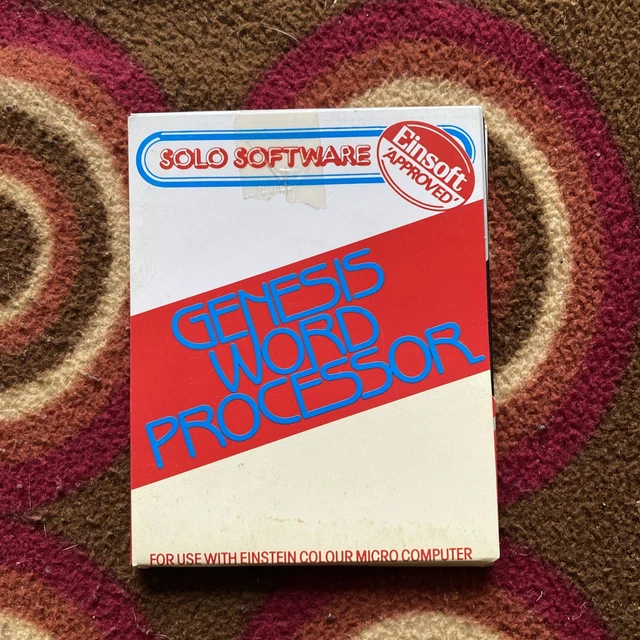 SOLO SOFTWARE
Einsoft
APPROVED'
GENESIS
WORD
PROCESSOR
FOR USE WITH EINSTEIN COLOUR MICRO COMPUTER